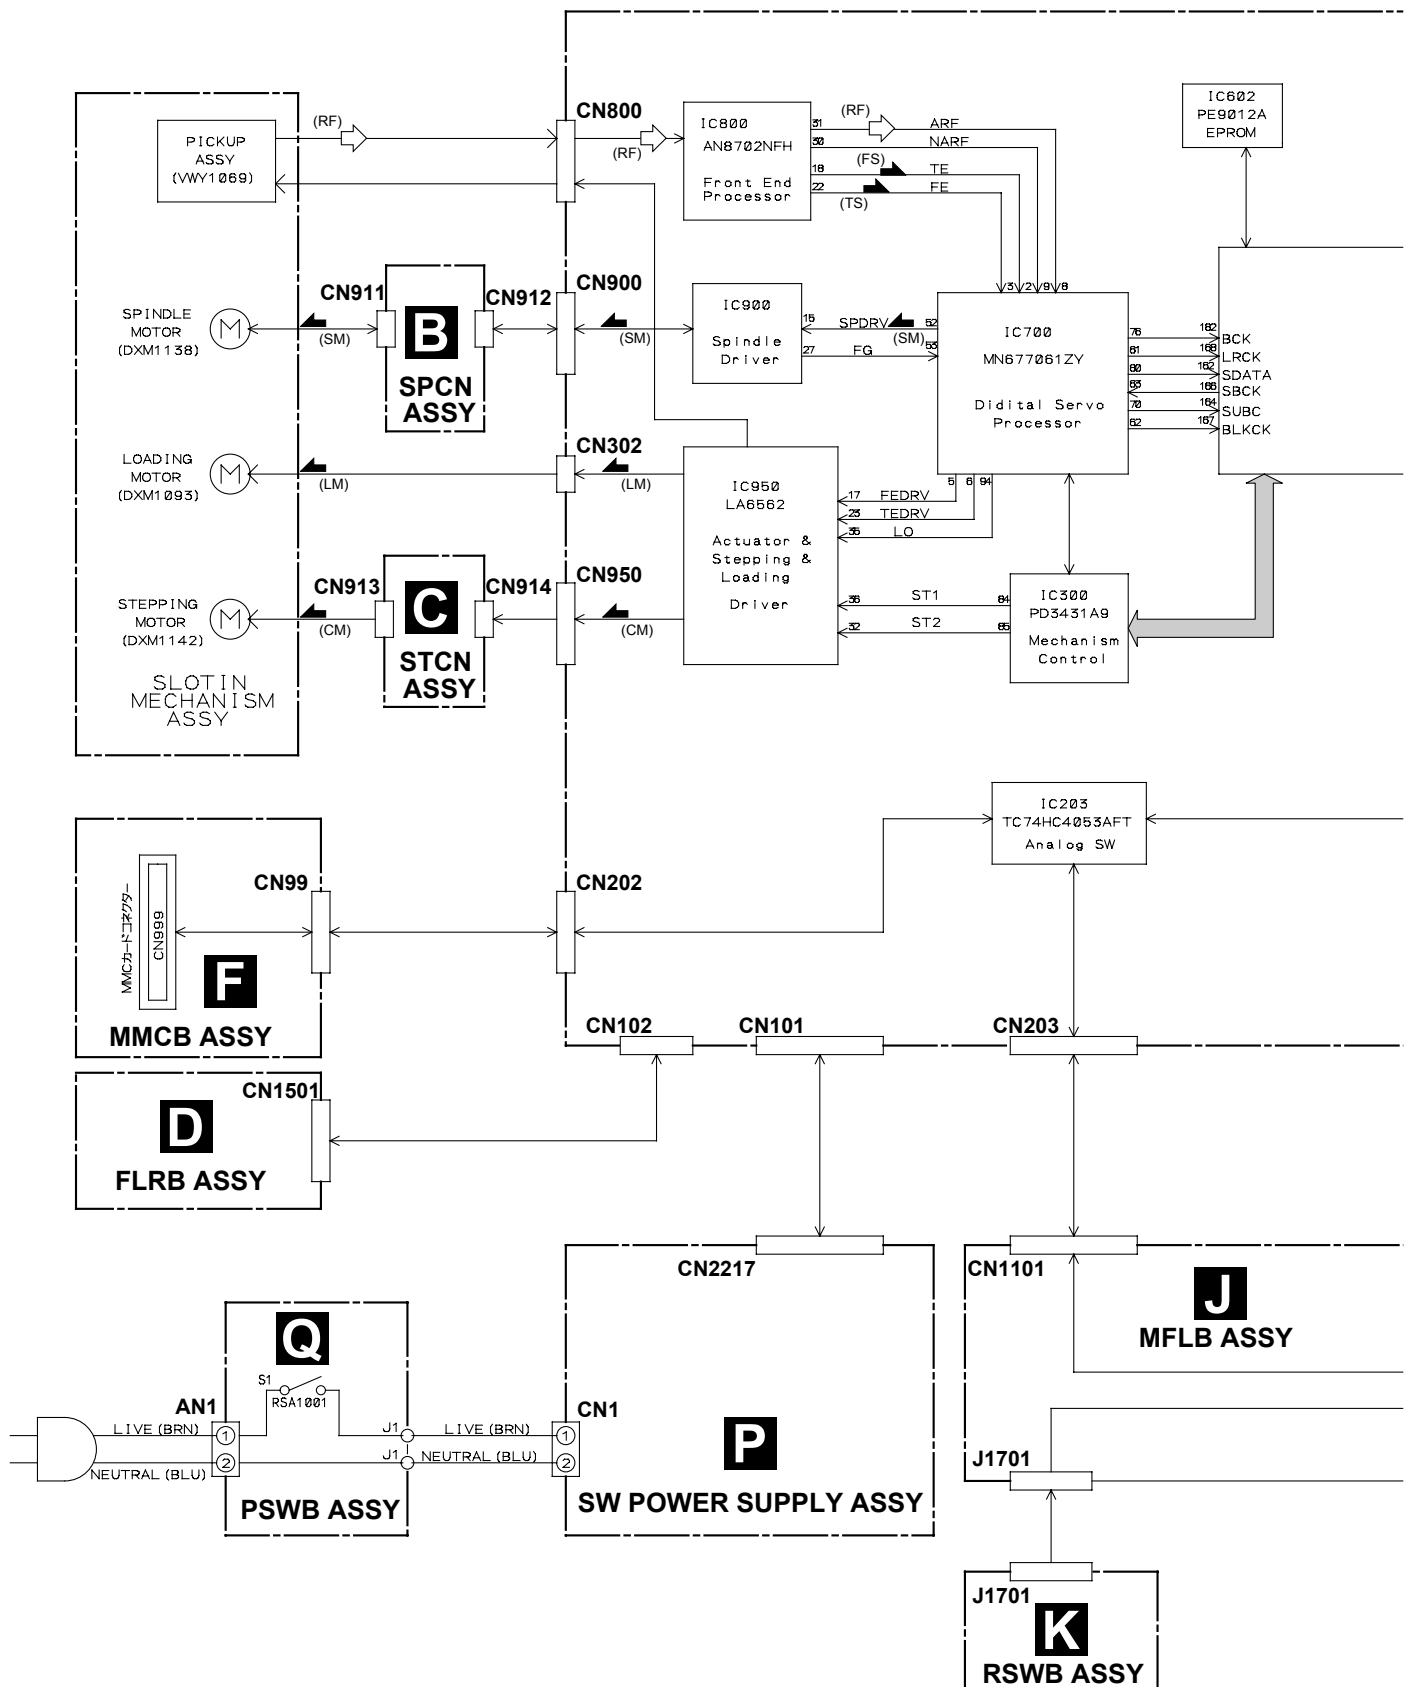 PICKUP
ASSY
(VWY1069)
(RF)
CN800
(RF)
IC800
AN8702NFH
Front End
Processor
31
(RF)
ARF
30
NARF
18
(FS)
TE
22
(TS)
FE
IC602
PE9012A
EPROM
SPINDLE
MOTOR
(DXM1138)
M
(SM)
CN911
B
CN912
SPCN
ASSY
CN900
(SM)
IC900
Spindle
Driver
15
SPDRV
(SM)
52
27
FG
53
3
2
9
8
IC700
MN677061ZY
Didital Servo
Processor
76
81
80
83
70
62
182
168
162
166
164
167
BCK
LRCK
SDATA
SBCK
SUBC
BLKCK
LOADING
MOTOR
(DXM1093)
M
(LM)
CN302
(LM)
IC950
LA6562
Actuator &
Stepping &
Loading
Driver
5
6
94
17
FEDRV
23
TEDRV
35
LO
36
ST1
84
32
ST2
85
IC300
PD3431A9
Mechanism
Control
STEPPING
MOTOR
(DXM1142)
M
(CM)
CN913
C
CN914
STCN
ASSY
CN950
(CM)
SLOTIN
MECHANISM
ASSY
IC203
TC74HC4053AFT
Analog SW
MMCカードコネクター
CN999
CN99
F
MMCB ASSY
CN202
CN102
CN101
CN203
CN1501
D
FLRB ASSY
CN2217
CN1101
J
MFLB ASSY
Q
S1
RSA1001
AN1
LIVE (BRN)
1
J1
LIVE (BRN)
CN1
1
NEUTRAL (BLU)
2
J1
NEUTRAL (BLU)
2
PSWB ASSY
P
SW POWER SUPPLY ASSY
J1701
J1701
K
RSWB ASSY